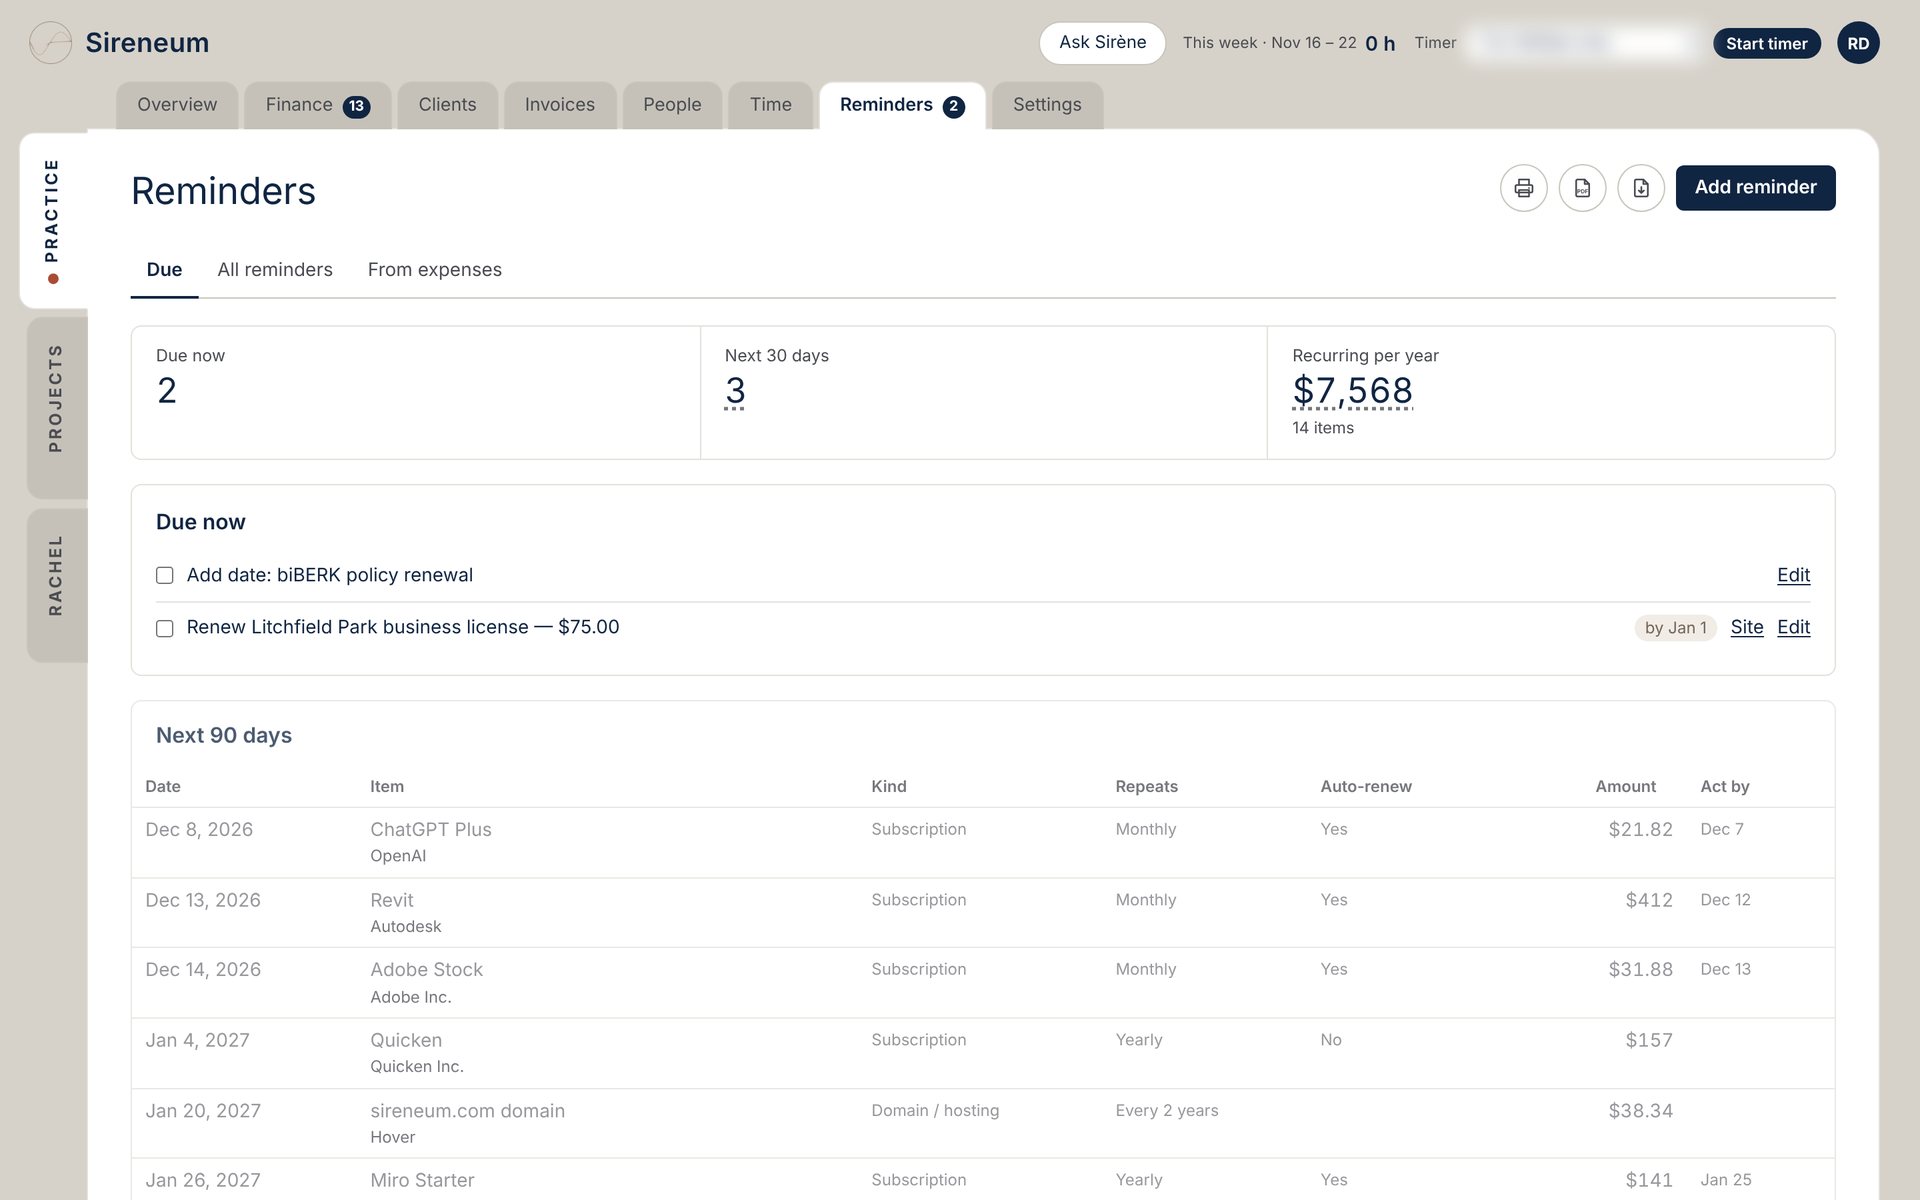 Sireneum
Ask Sirène
This week · Nov 16 – 22 0 h
Timer
Start timer
RD
Overview
Finance 13
Clients
Invoices
People
Time
Reminders 2
Settings
PRACTICE
PROJECTS
RACHEL
Reminders
PDF
Add reminder
Due
All reminders
From expenses
Due now
2
Next 30 days
3
Recurring per year
$7,568
14 items
Due now
Add date: biBERK policy renewal
Edit
Renew Litchfield Park business license — $75.00
by Jan 1 Site Edit
Next 90 days
Date Item Kind Repeats Auto-renew Amount Act by
Dec 8, 2026 ChatGPT Plus Subscription Monthly Yes $21.82 Dec 7
OpenAI
Dec 13, 2026 Revit Subscription Monthly Yes $412 Dec 12
Autodesk
Dec 14, 2026 Adobe Stock Subscription Monthly Yes $31.88 Dec 13
Adobe Inc.
Jan 4, 2027 Quicken Subscription Yearly No $157
Quicken Inc.
Jan 20, 2027 sireneum.com domain Domain / hosting Every 2 years $38.34
Hover
Jan 26, 2027 Miro Starter Subscription Yearly Yes $141 Jan 25